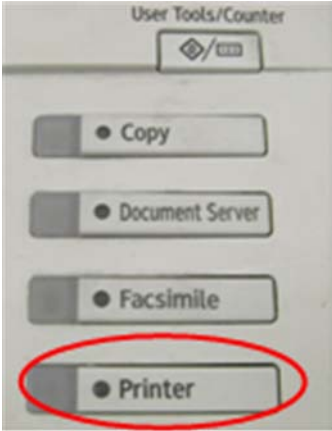 User Tools/Counter
Copy
Document Server
Facsimile
Printer